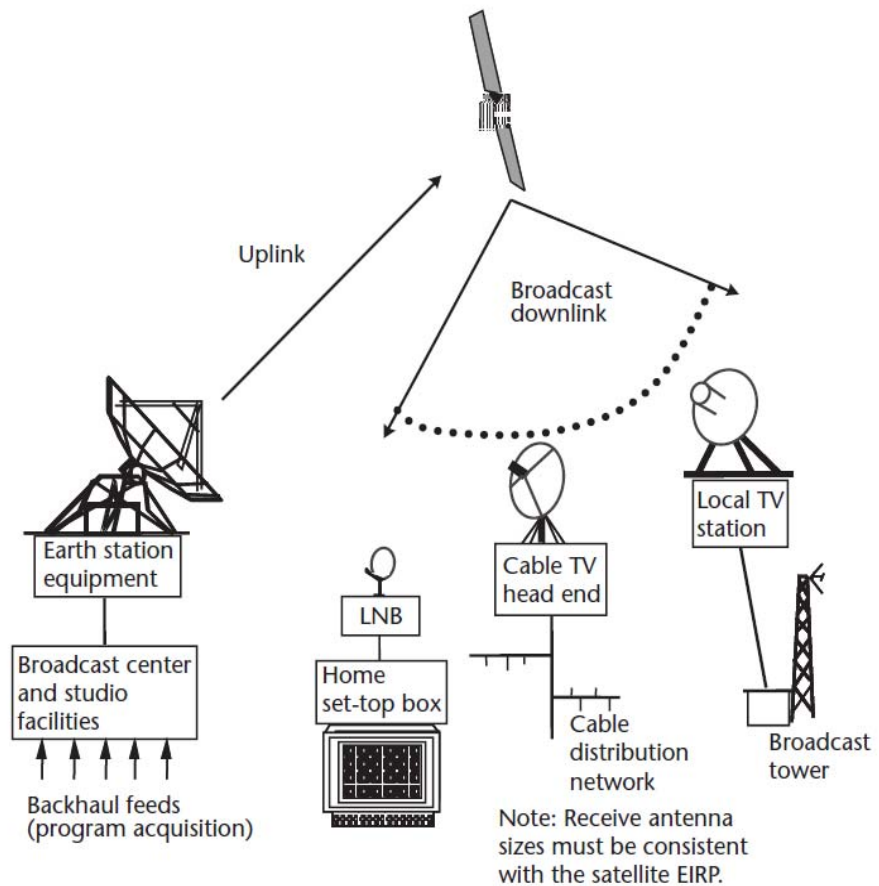 Uplink
Broadcast
downlink
Earth station
equipment
Broadcast center
and studio
facilities
Backhaul feeds
(program acquisition)
LNB
Home
set-top box
Cable TV
head end
Cable
distribution
network
Local TV
station
Broadcast
tower
Note: Receive antenna
sizes must be consistent
with the satellite EIRP.